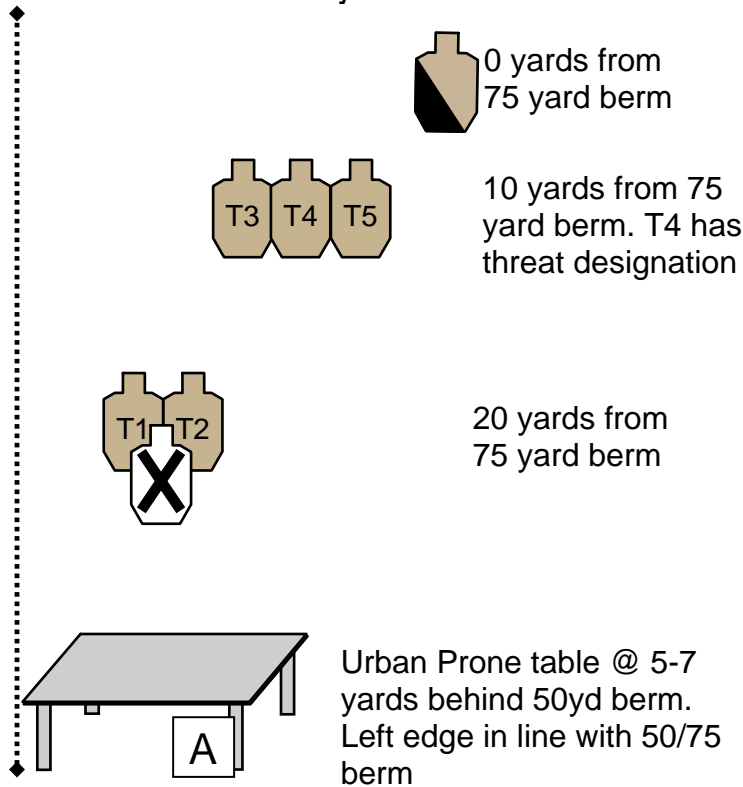 0 yards from
75 yard berm
T3 T4 T5
10 yards from 75
yard berm. T4 has
threat designation
T1 T2
X
20 yards from
75 yard berm
Urban Prone table @ 5-7
yards behind 50yd berm.
Left edge in line with 50/75
berm
A